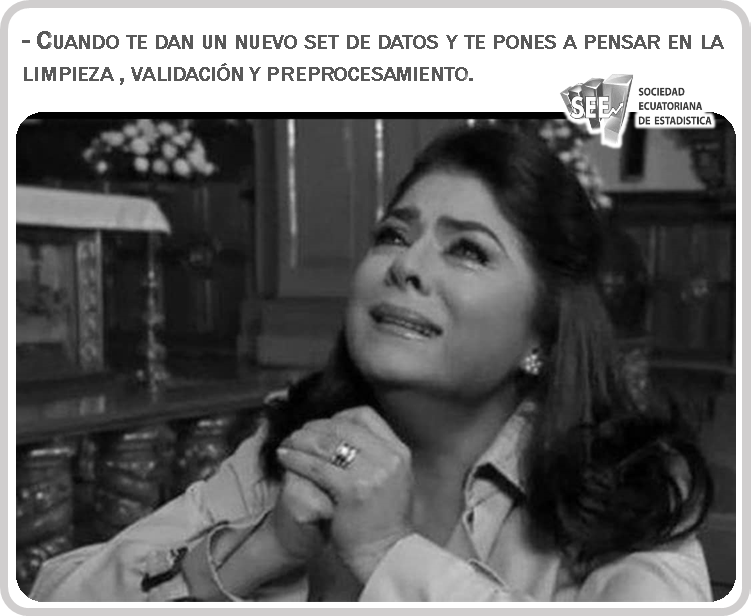 - CUANDO TE DAN UN NUEVO SET DE DATOS Y TE PONES A PENSAR EN LA
LIMPIEZA , VALIDACIÓN Y PREPROCESAMIENTO.
SEE
SOCIEDAD
ECUATORIANA
DE ESTADISTICA